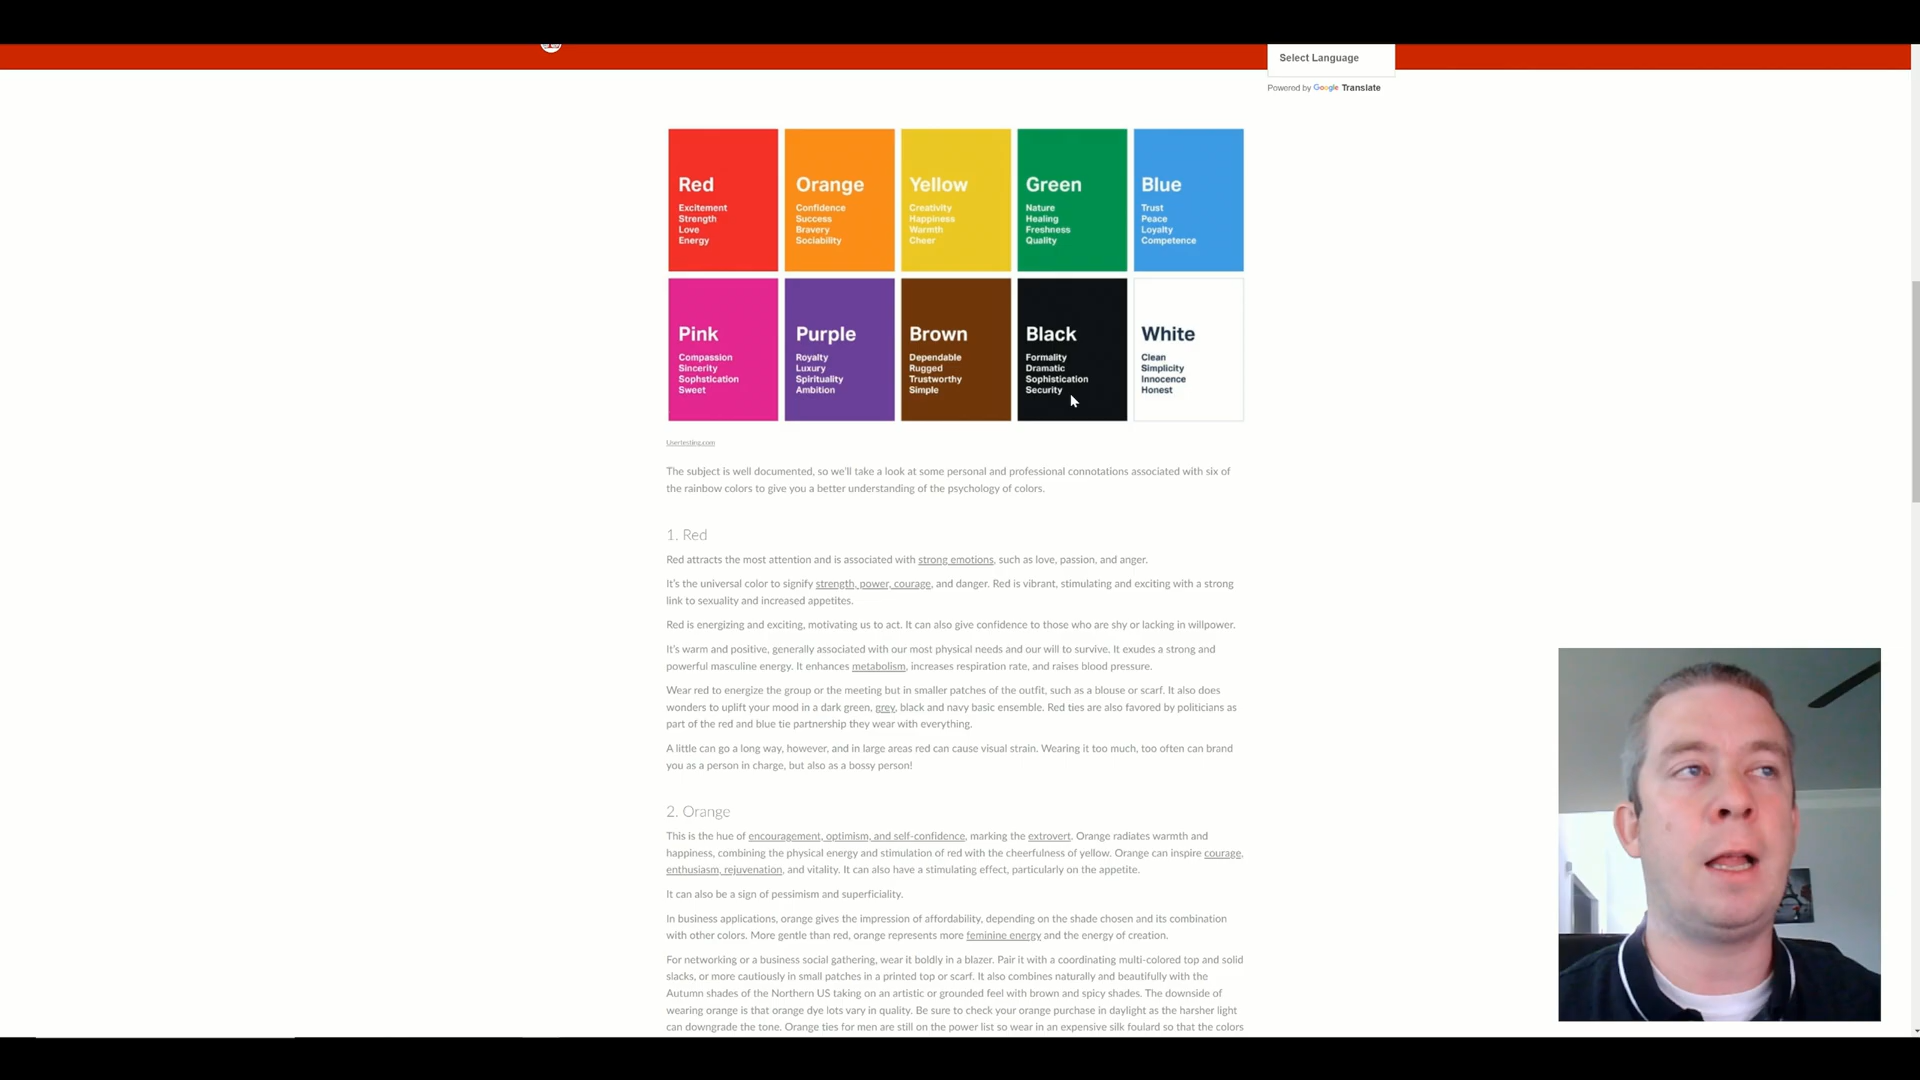 Select Language
Powered by Google Translate
Red
Excitement
Strength
Love
Energy
Orange
Confidence
Success
Bravery
Sociability
Yellow
Creativity
Happiness
Warmth
Cheer
Green
Nature
Healing
Freshness
Quality
Blue
Trust
Peace
Loyalty
Competence
Pink
Compassion
Sincerity
Sophstication
Sweet
Purple
Royalty
Luxury
Spirituality
Ambition
Brown
Dependable
Rugged
Trustworthy
Simple
Black
Formality
Dramatic
Sophistication
Security
White
Clean
Simplicity
Innocence
Honest
Usertesting.com
The subject is well documented, so we'll take a look at some personal and professional connotations associated with six of
the rainbow colors to give you a better understanding of the psychology of colors.
1. Red
Red attracts the most attention and is associated with strong emotions, such as love, passion, and anger.
It's the universal color to signify strength, power, courage, and danger. Red is vibrant, stimulating and exciting with a strong
link to sexuality and increased appetites.
Red is energizing and exciting, motivating us to act. It can also give confidence to those who are shy or lacking in willpower.
It's warm and positive, generally associated with our most physical needs and our will to survive. It exudes a strong and
powerful masculine energy. It enhances metabolism, increases respiration rate, and raises blood pressure.
Wear red to energize the group or the meeting but in smaller patches of the outfit, such as a blouse or scarf. It also does
wonders to uplift your mood in a dark green, grey, black and navy basic ensemble. Red ties are also favored by politicians as
part of the red and blue tie partnership they wear with everything.
A little can go a long way, however, and in large areas red can cause visual strain. Wearing it too much, too often can brand
you as a person in charge, but also as a bossy person!
2. Orange
This is the hue of encouragement, optimism, and self-confidence, marking the extrovert. Orange radiates warmth and
happiness, combining the physical energy and stimulation of red with the cheerfulness of yellow. Orange can inspire courage,
enthusiasm, rejuvenation, and vitality. It can also have a stimulating effect, particularly on the appetite.
It can also be a sign of pessimism and superficiality.
In business applications, orange gives the impression of affordability, depending on the shade chosen and its combination
with other colors. More gentle than red, orange represents more feminine energy and the energy of creation.
For networking or a business social gathering, wear it boldly in a blazer. Pair it with a coordinating multi-colored top and solid
slacks, or more cautiously in small patches in a printed top or scarf. It also combines naturally and beautifully with the
Autumn shades of the Northern US taking on an artistic or grounded feel with brown and spicy shades. The downside of
wearing orange is that orange dye lots vary in quality. Be sure to check your orange purchase in daylight as the harsher light
can downgrade the tone. Orange ties for men are still on the power list so wear in an expensive silk foulard so that the colors